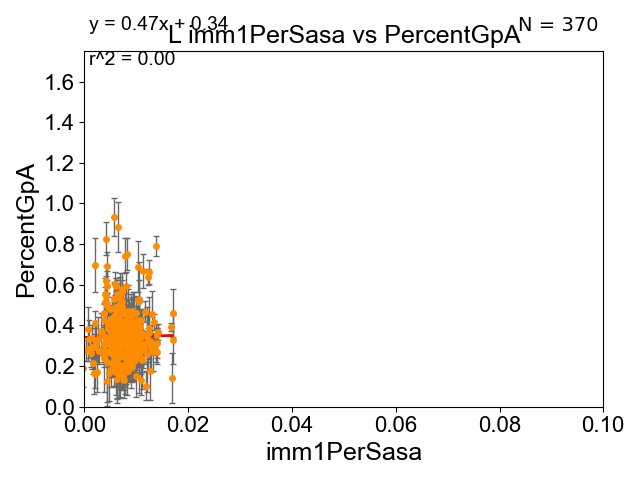 y = 0.47x + 0.34
L imm1PerSasa vs PercentGpA
N = 370
r^2 = 0.00
PercentGpA
1.6
1.4
1.2
1.0
0.8
0.6
0.4
0.2
0.0
0.00 0.02 0.04 0.06 0.08 0.10
imm1PerSasa